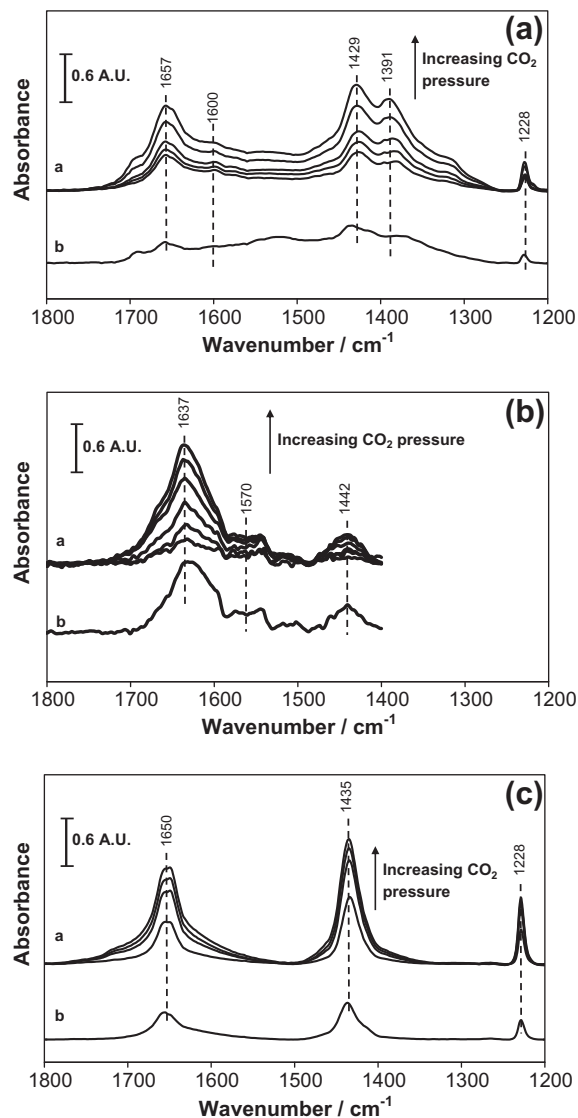 (a)
0.6 A.U.
1657
1600
1429
1391
1228
Increasing CO₂
pressure
Absorbance
a
b
1800 1700 1600 1500 1400 1300 1200
Wavenumber / cm⁻¹
(b)
0.6 A.U.
1637
1570
1442
Increasing CO₂ pressure
Absorbance
a
b
1800 1700 1600 1500 1400 1300 1200
Wavenumber / cm⁻¹
(c)
0.6 A.U.
1650
1435
1228
Increasing CO₂
pressure
Absorbance
a
b
1800 1700 1600 1500 1400 1300 1200
Wavenumber / cm⁻¹